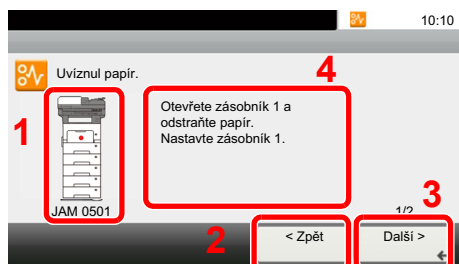 10:10
Uvíznul papír.
4
1
Otevřete zásobník 1 a
odstraňte papír.
Nastavte zásobník 1.
JAM 0501
1/2
3
2
< Zpět
Další >